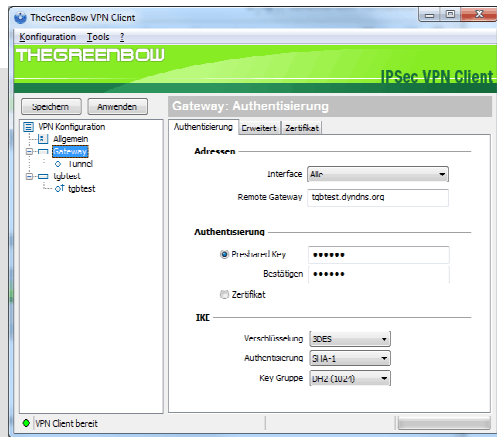 TheGreenBow VPN Client
Konfiguration Tools ?
THEGREENBOW
IPSec VPN Client
Speichern Anwenden
Gateway: Authentisierung
VPN Konfiguration
Allgemein
Gateway
Tunnel
tgbtest
tgbtest
Authentisierung Erweitert Zertifikat
Adressen
Interface Alle
Remote Gateway tgbtest.dyndns.org
Authentisierung
Preshared Key ••••••
Bestätigen ••••••
Zertifikat
IKE
Verschlüsselung 3DES
Authentisierung SHA-1
Key Gruppe DH2 (1024)
VPN Client bereit